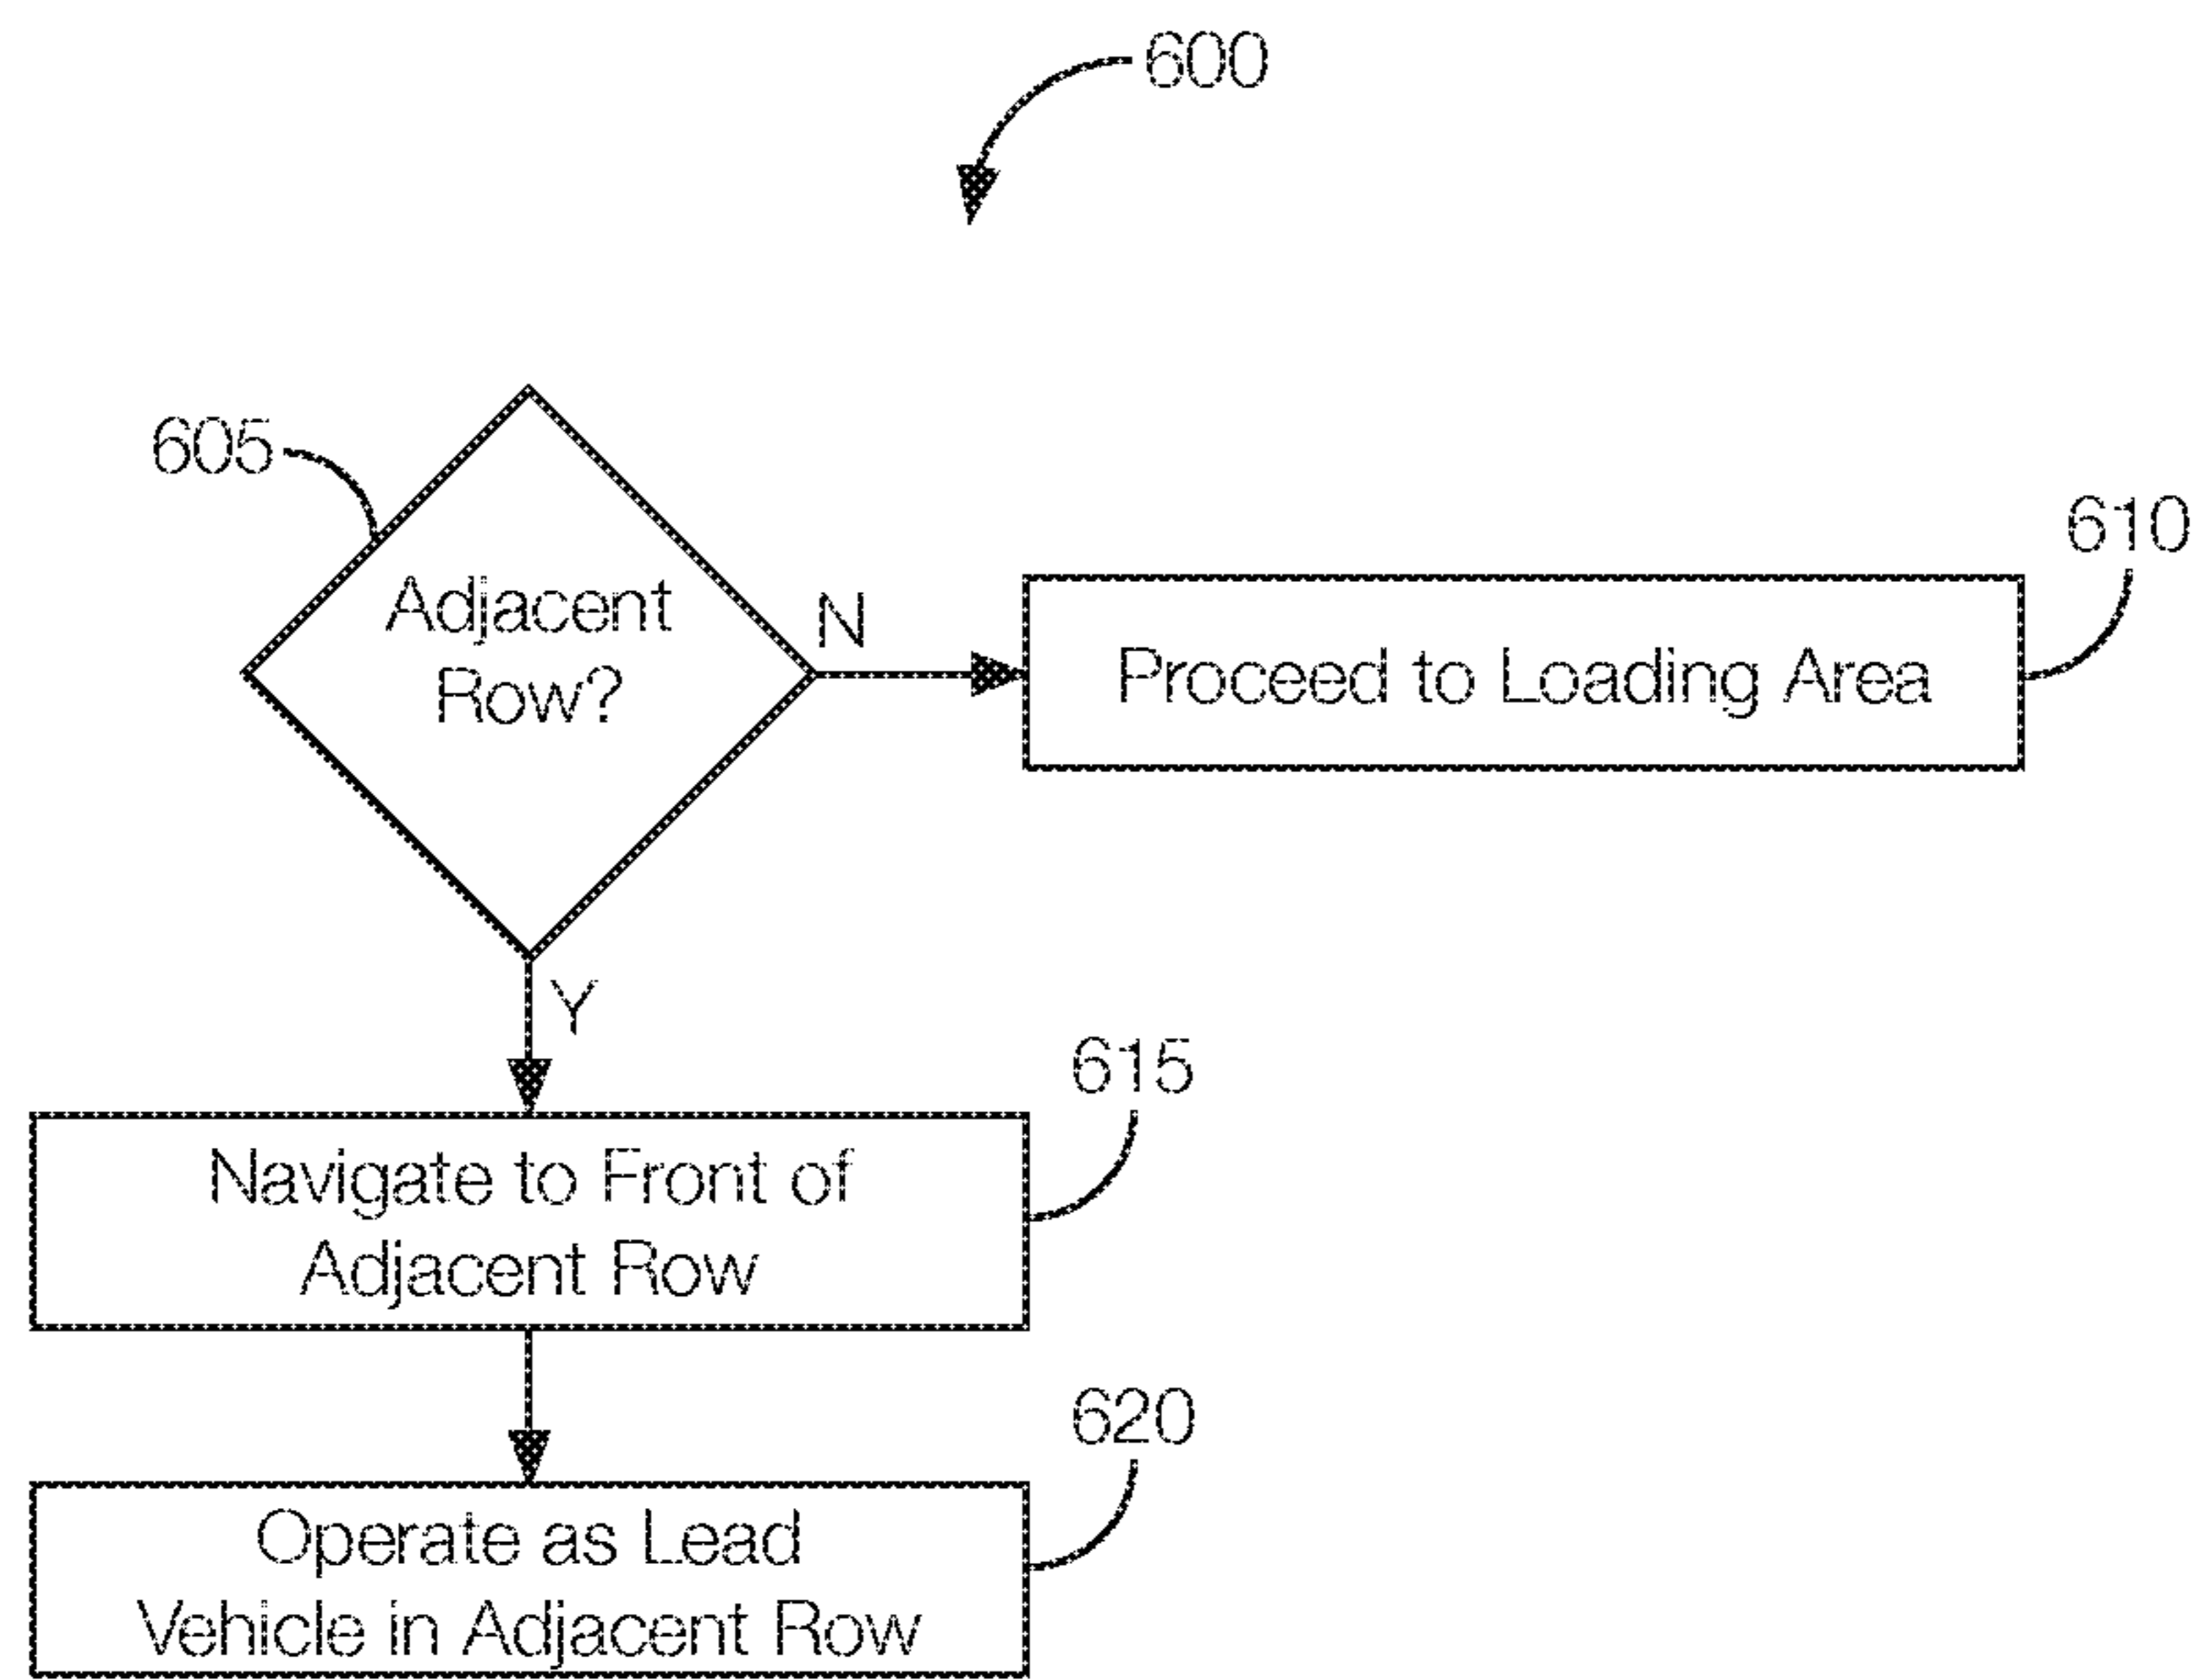 600
605
Adjacent
Row?
N
610
Proceed to Loading Area
Y
615
Navigate to Front of
Adjacent Row
620
Operate as Lead
Vehicle in Adjacent Row